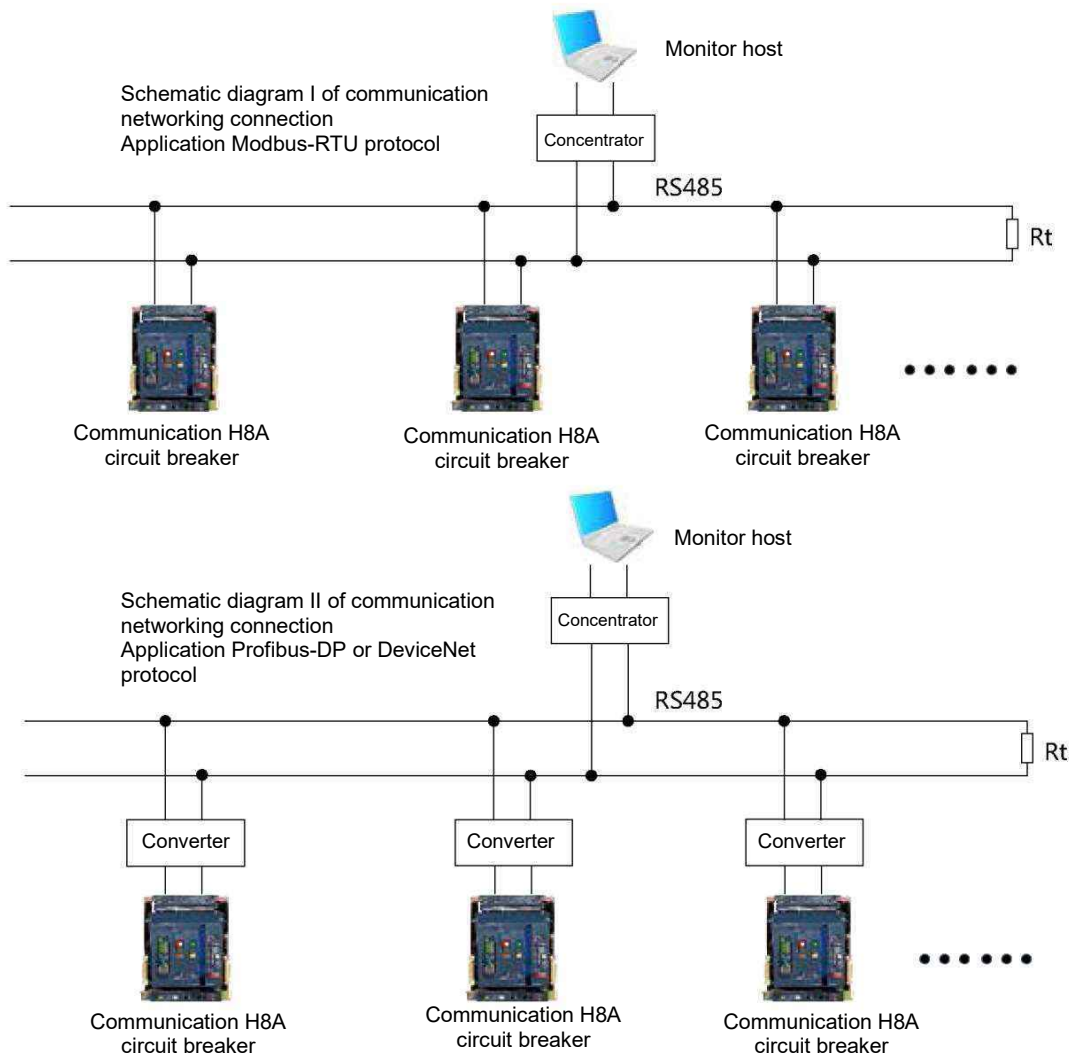 Monitor host
Schematic diagram I of communication
networking connection
Application Modbus-RTU protocol
Concentrator
RS485
Rt
Communication H8A
circuit breaker
Communication H8A
circuit breaker
Communication H8A
circuit breaker
Monitor host
Schematic diagram II of communication
networking connection
Application Profibus-DP or DeviceNet
protocol
Concentrator
RS485
Rt
Converter
Converter
Converter
Communication H8A
circuit breaker
Communication H8A
circuit breaker
Communication H8A
circuit breaker